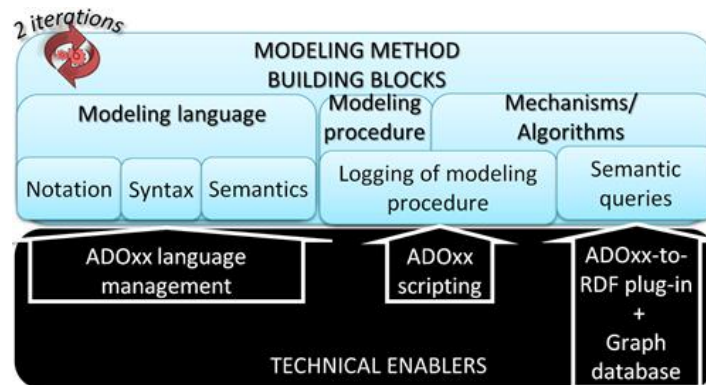 2 iterations
MODELING METHOD
BUILDING BLOCKS
Modeling language
Modeling
procedure
Mechanisms/
Algorithms
Notation
Syntax
Semantics
Logging of modeling
procedure
Semantic
queries
ADOxx language
management
ADOxx
scripting
ADOxx-to-
RDF plug-in
+
Graph
database
TECHNICAL ENABLERS